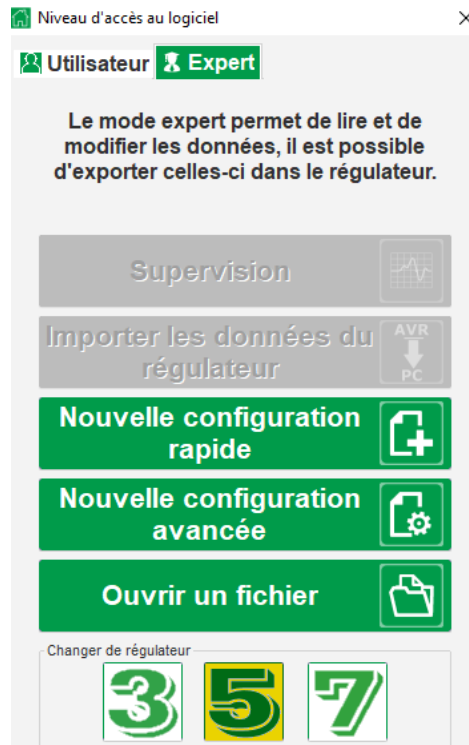 Niveau d'accès au logiciel
Utilisateur Expert
Le mode expert permet de lire et de
modifier les données, il est possible
d'exporter celles-ci dans le régulateur.
Supervision
Importer les données du
régulateur
AVR
PC
Nouvelle configuration
rapide
Nouvelle configuration
avancée
Ouvrir un fichier
Changer de régulateur
3 5 7